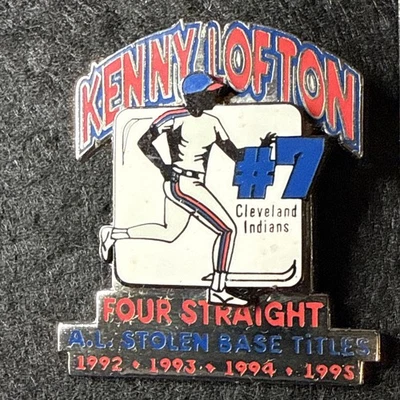 KENNY LOFTON
#7
Cleveland
Indians
FOUR STRAIGHT
A.L. STOLEN BASE TiTLES
1992 • 1993 • 1994 • 1995